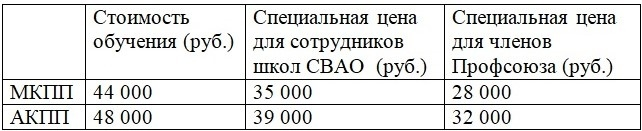 Стоимость обучения (руб.)
Специальная цена для сотрудников школ СВАО (руб.)
Специальная цена для членов Профсоюза (руб.)
МКПП 44 000 35 000 28 000
АКПП 48 000 39 000 32 000